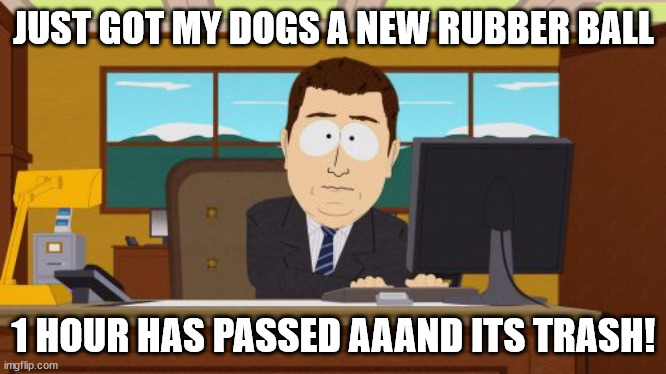 JUST GOT MY DOGS A NEW RUBBER BALL
1 HOUR HAS PASSED AAAND ITS TRASH!
imgflip.com